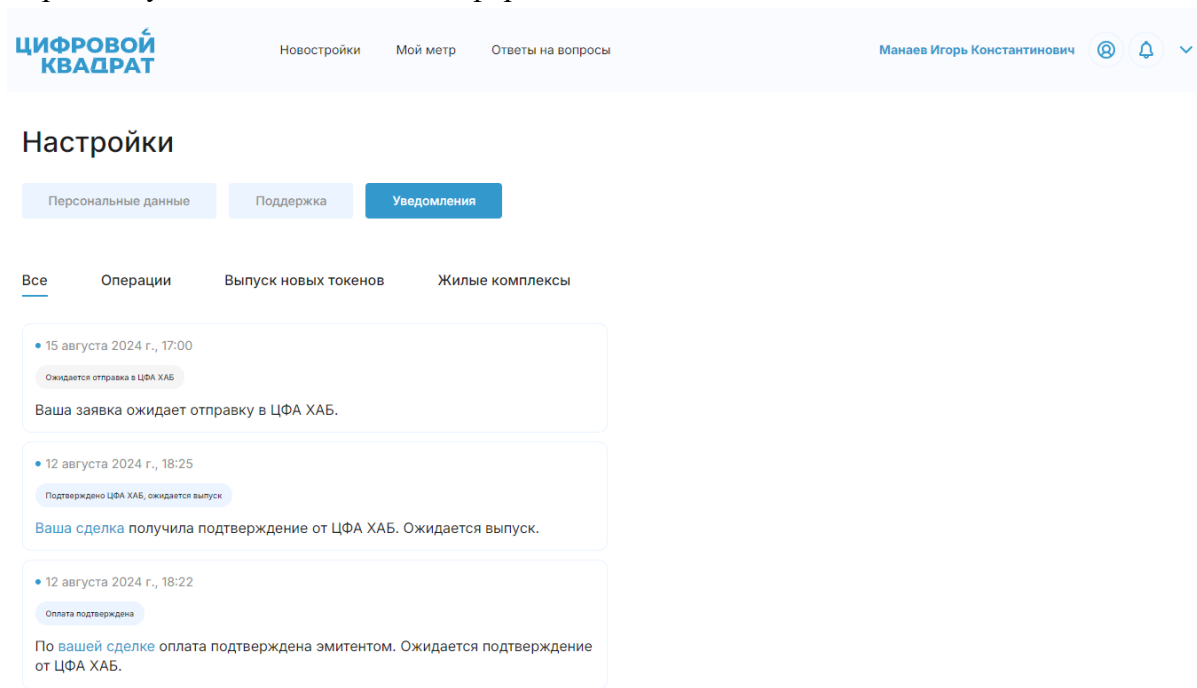 ЦИФРОВОЙ
КВАДРАТ
Новостройки Мой метр Ответы на вопросы
Манаев Игорь Константинович
Настройки
Персональные данные Поддержка Уведомления
Все Операции Выпуск новых токенов Жилые комплексы
15 августа 2024 г., 17:00
Ожидается отправка в ЦФА ХАБ
Ваша заявка ожидает отправку в ЦФА ХАБ.
12 августа 2024 г., 18:25
Подтверждено ЦФА ХАБ, ожидается выпуск
Ваша сделка получила подтверждение от ЦФА ХАБ. Ожидается выпуск.
12 августа 2024 г., 18:22
Оплата подтверждена
По вашей сделке оплата подтверждена эмитентом. Ожидается подтверждение
от ЦФА ХАБ.